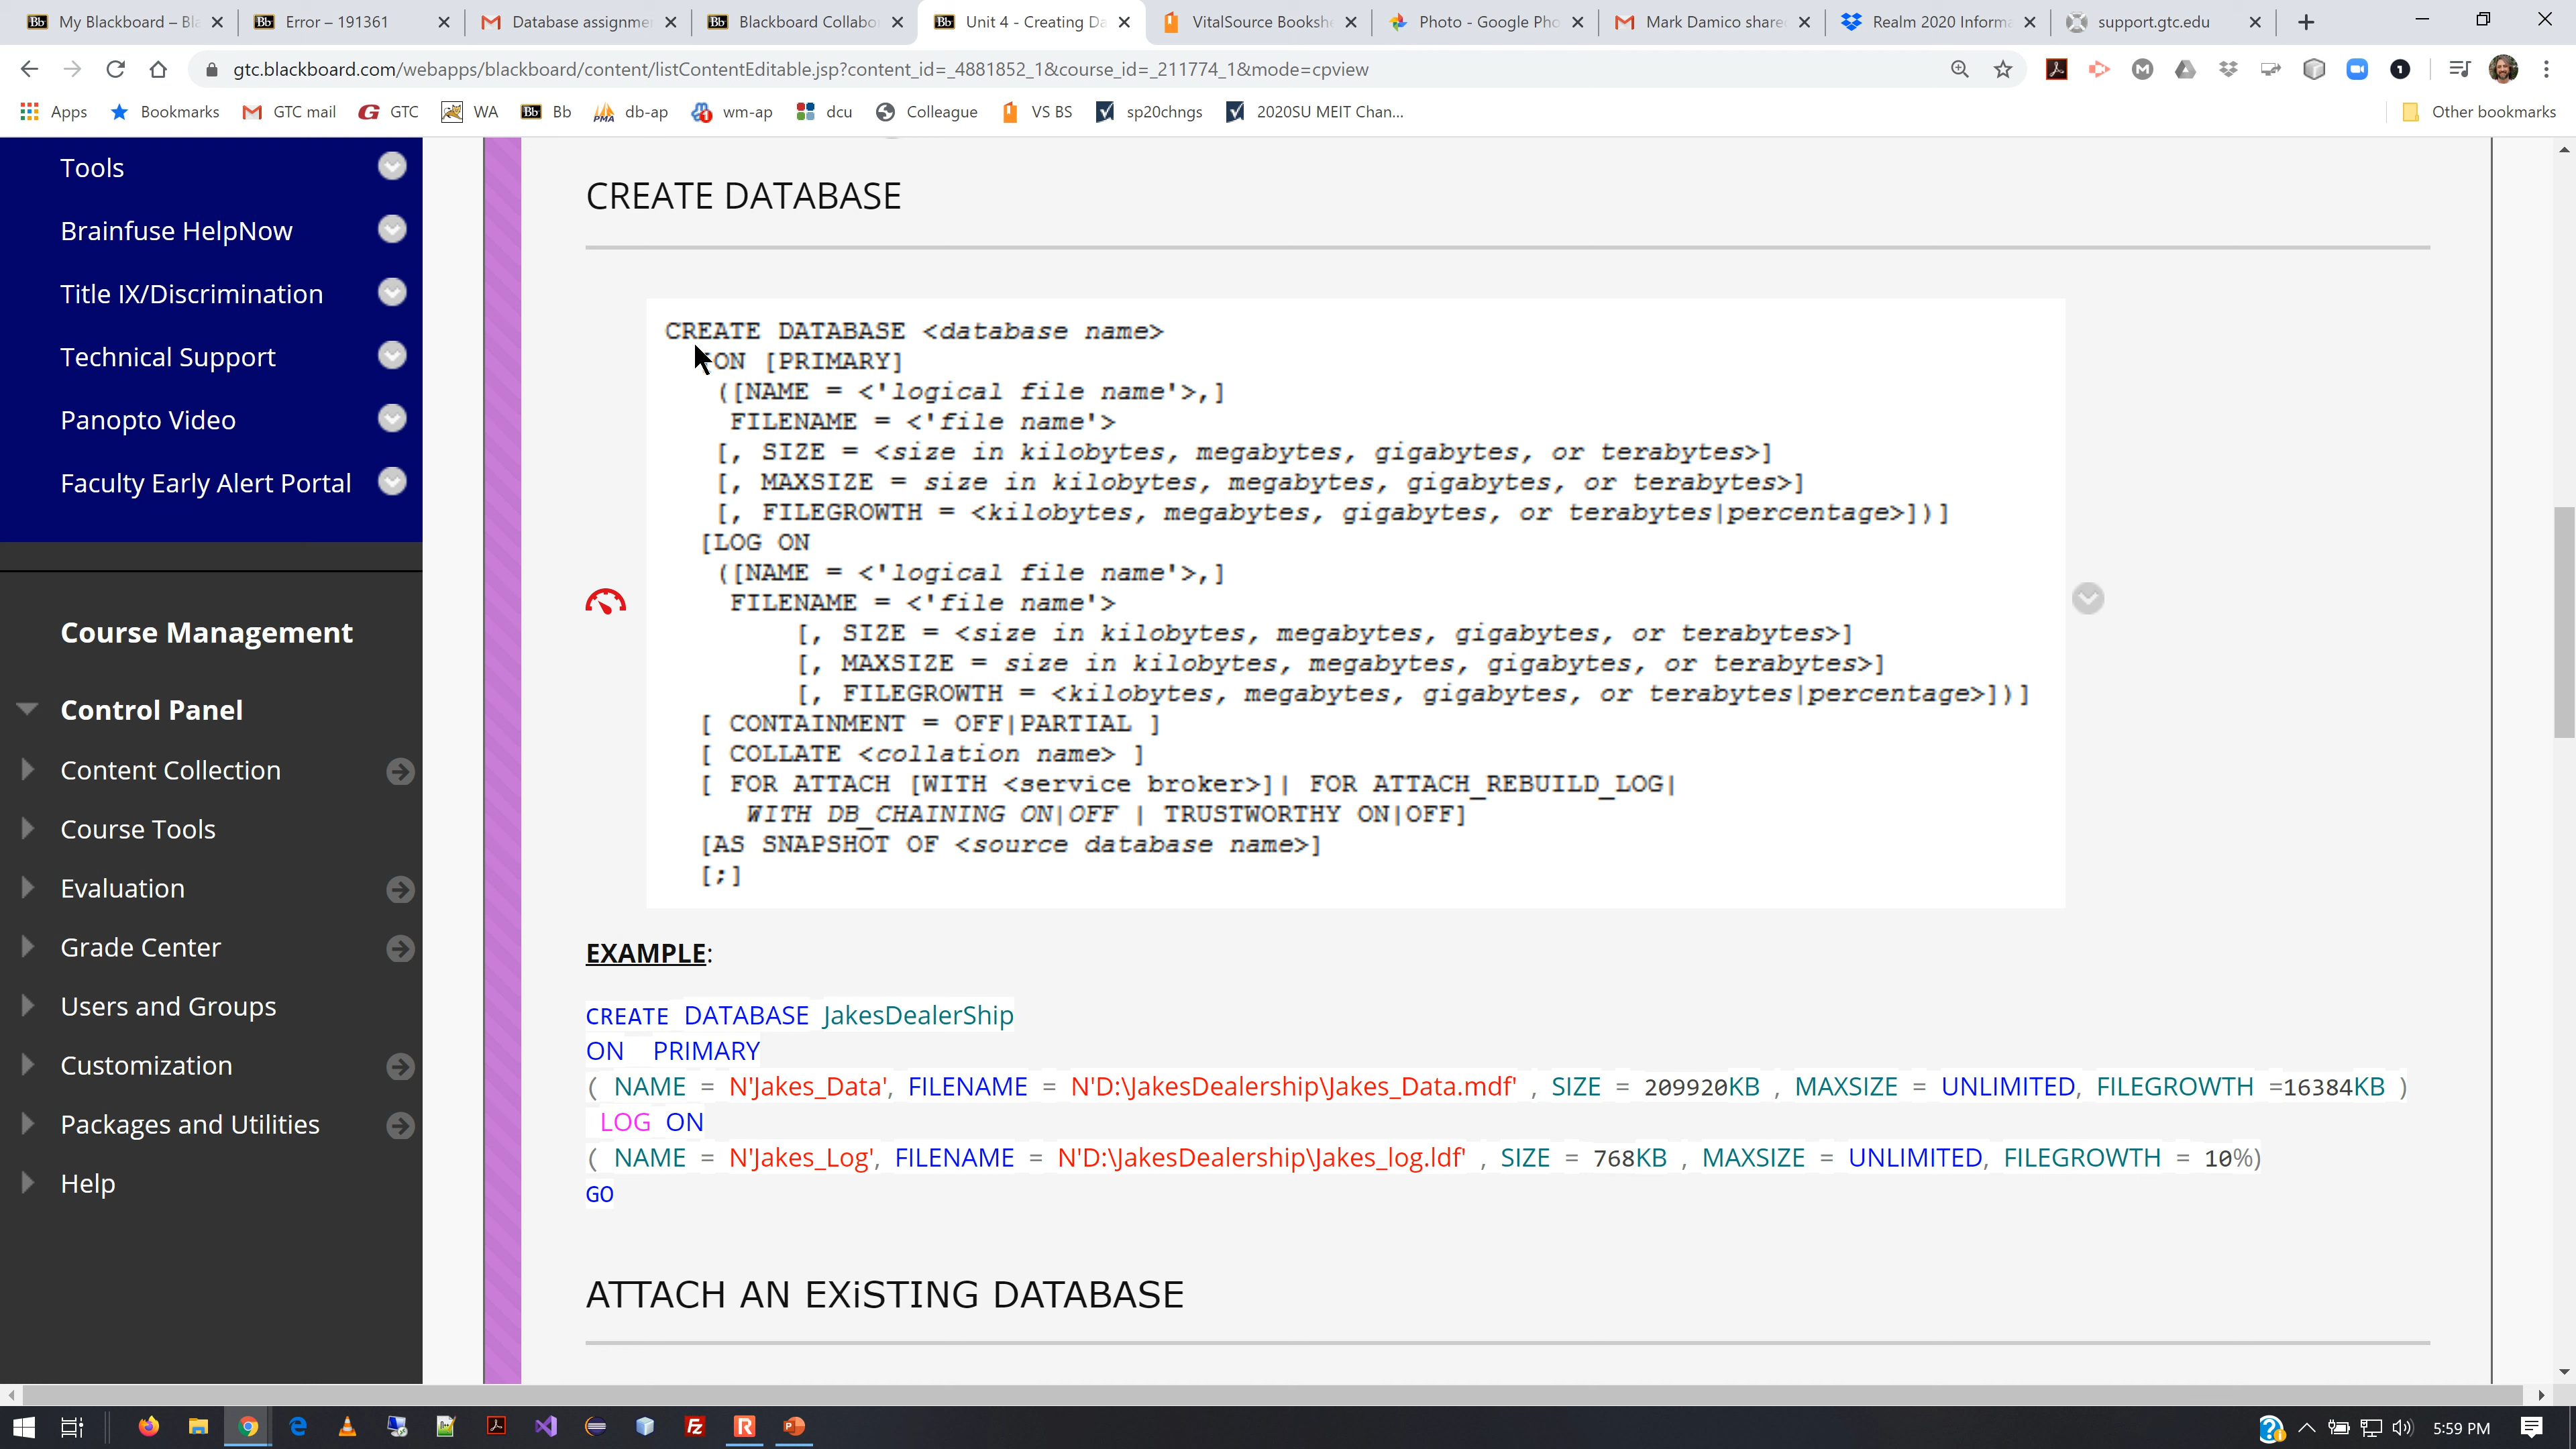 My Blackboard – Bl
Error – 191361
Database assignme
Blackboard Collabo
Unit 4 - Creating Da
VitalSource Bookshe
Photo - Google Pho
Mark Damico share
Realm 2020 Informa
support.gtc.edu
gtc.blackboard.com/webapps/blackboard/content/listContentEditable.jsp?content_id=_4881852_1&course_id=_211774_1&mode=cpview
Apps
Bookmarks
GTC mail
GTC
WA
Bb
db-ap
wm-ap
dcu
Colleague
VS BS
sp20chngs
2020SU MEIT Chan...
Other bookmarks
Tools
Brainfuse HelpNow
Title IX/Discrimination
Technical Support
Panopto Video
Faculty Early Alert Portal
Course Management
Control Panel
Content Collection
Course Tools
Evaluation
Grade Center
Users and Groups
Customization
Packages and Utilities
Help
CREATE DATABASE
CREATE DATABASE <database name>
ON [PRIMARY]
([NAME = <'logical file name'>,]
FILENAME = <'file name'>
[, SIZE = <size in kilobytes, megabytes, gigabytes, or terabytes>]
[, MAXSIZE = size in kilobytes, megabytes, gigabytes, or terabytes>]
[, FILEGROWTH = <kilobytes, megabytes, gigabytes, or terabytes|percentage>])]
[LOG ON
([NAME = <'logical file name'>,]
FILENAME = <'file name'>
[, SIZE = <size in kilobytes, megabytes, gigabytes, or terabytes>]
[, MAXSIZE = size in kilobytes, megabytes, gigabytes, or terabytes>]
[, FILEGROWTH = <kilobytes, megabytes, gigabytes, or terabytes|percentage>])]
[ CONTAINMENT = OFF|PARTIAL ]
[ COLLATE <collation name> ]
[ FOR ATTACH [WITH <service broker>]| FOR ATTACH_REBUILD_LOG|
WITH DB_CHAINING ON|OFF | TRUSTWORTHY ON|OFF]
[AS SNAPSHOT OF <source database name>]
[;]
EXAMPLE:
CREATE DATABASE JakesDealerShip
ON PRIMARY
( NAME = N'Jakes_Data', FILENAME = N'D:\JakesDealership\Jakes_Data.mdf' , SIZE = 209920KB , MAXSIZE = UNLIMITED, FILEGROWTH =16384KB )
LOG ON
( NAME = N'Jakes_Log', FILENAME = N'D:\JakesDealership\Jakes_log.ldf' , SIZE = 768KB , MAXSIZE = UNLIMITED, FILEGROWTH = 10%)
GO
ATTACH AN EXiSTING DATABASE
5:59 PM